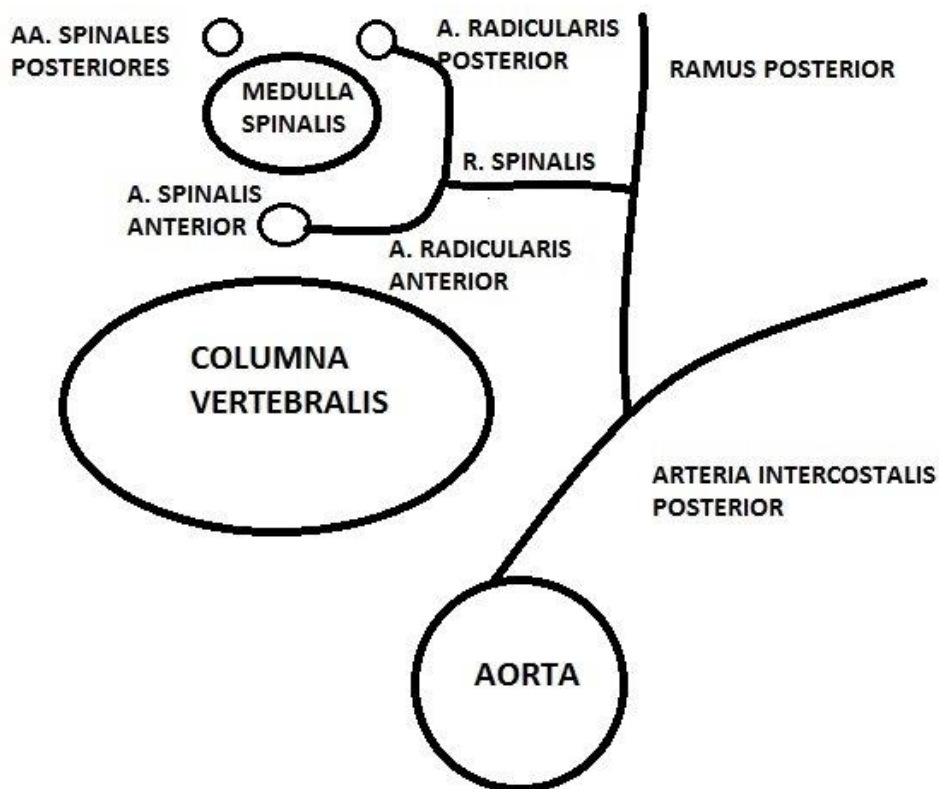 AA. SPINALES
POSTERIORES
A. RADICULARIS
POSTERIOR
RAMUS POSTERIOR
MEDULLA
SPINALIS
R. SPINALIS
A. SPINALIS
ANTERIOR
A. RADICULARIS
ANTERIOR
COLUMNA
VERTEBRALIS
ARTERIA INTERCOSTALIS
POSTERIOR
AORTA